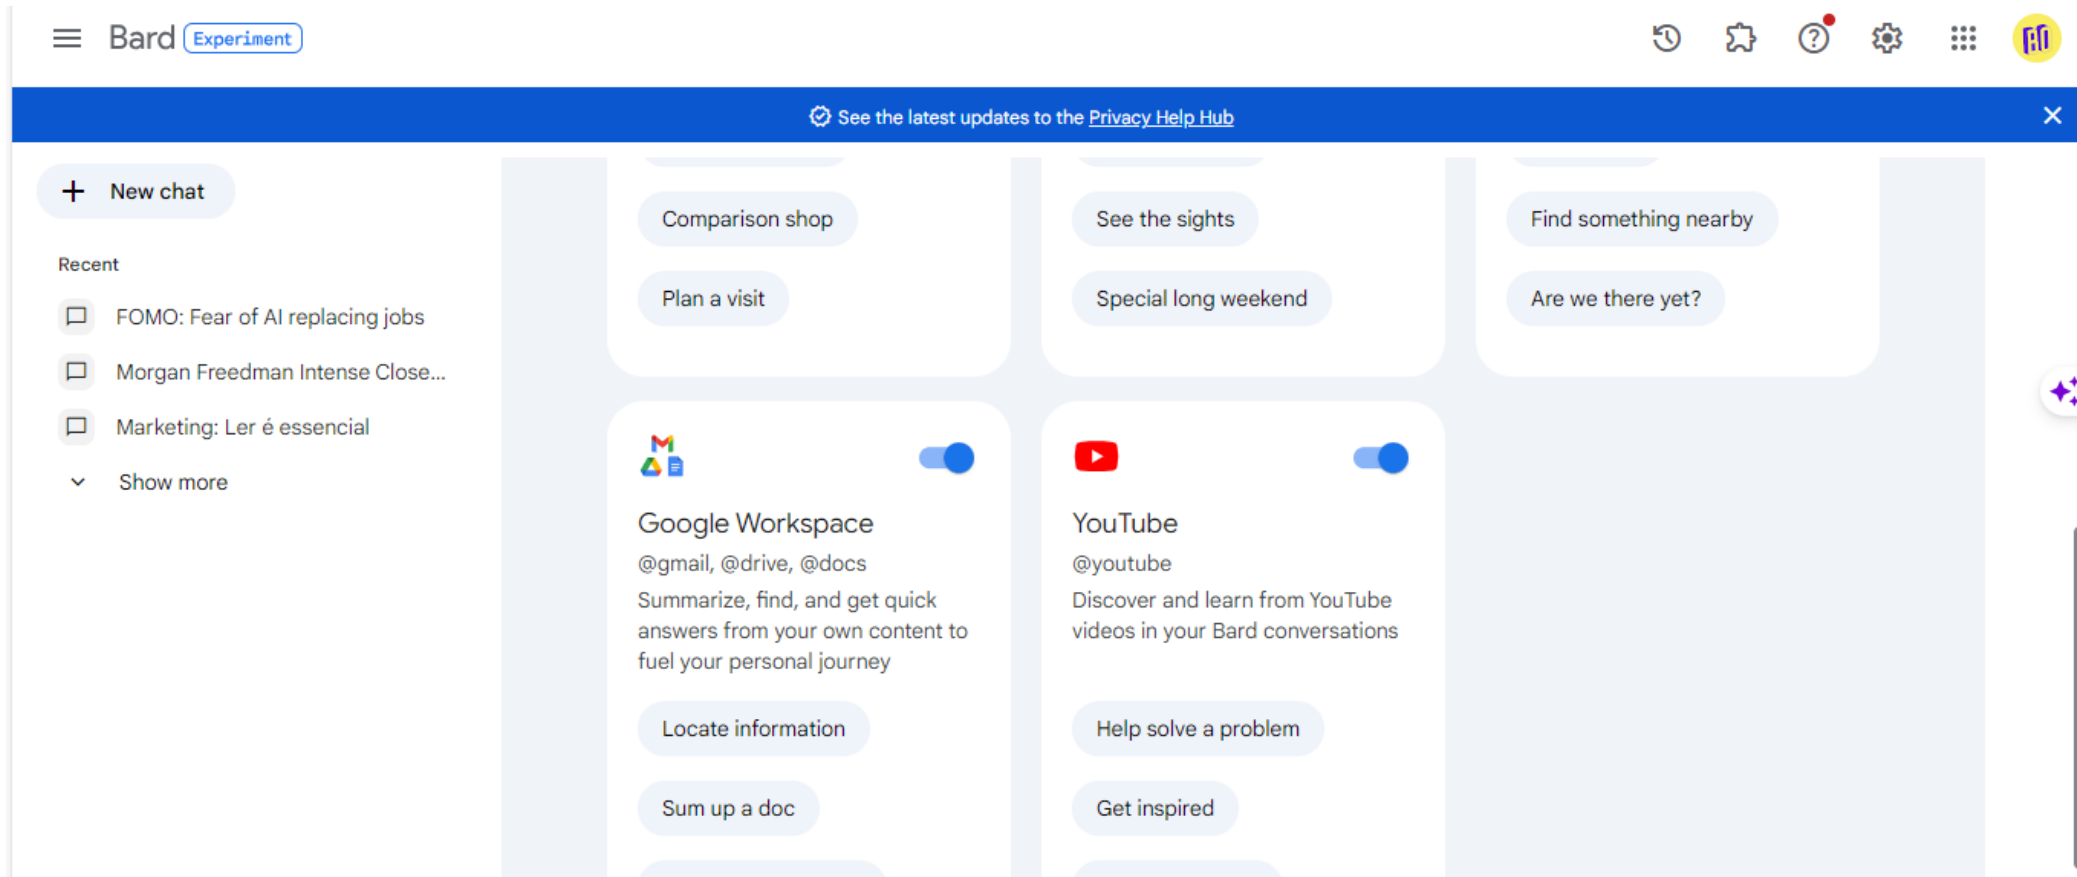 Bard Experiment
See the latest updates to the Privacy Help Hub
New chat
Recent
FOMO: Fear of AI replacing jobs
Morgan Freedman Intense Close...
Marketing: Ler é essencial
Show more
Comparison shop
Plan a visit
See the sights
Special long weekend
Find something nearby
Are we there yet?
Google Workspace
@gmail, @drive, @docs
Summarize, find, and get quick
answers from your own content to
fuel your personal journey
Locate information
Sum up a doc
YouTube
@youtube
Discover and learn from YouTube
videos in your Bard conversations
Help solve a problem
Get inspired